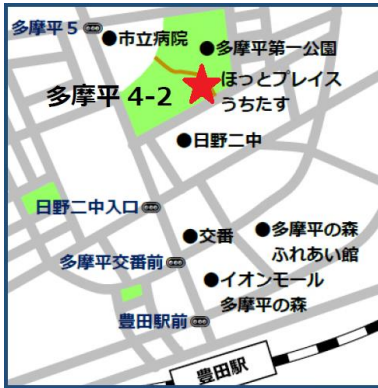 多摩平5
●市立病院
●多摩平第一公園
ほっとプレイス
うちたす
多摩平 4-2
●日野二中
日野二中入口
●交番
●多摩平の森
ふれあい館
多摩平交番前
●イオンモール
多摩平の森
豊田駅前
豊田駅